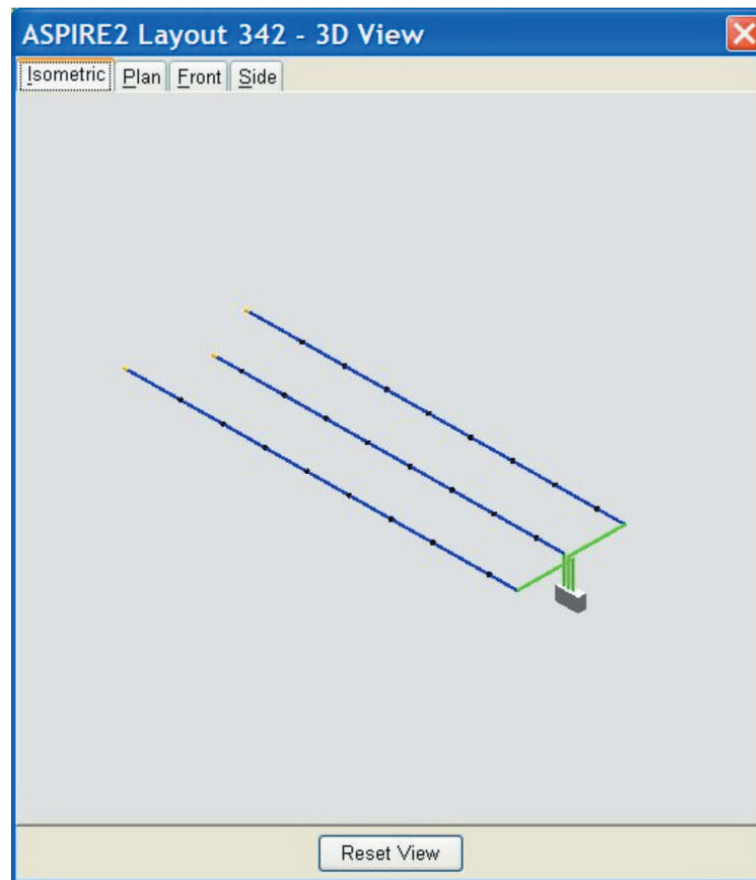 ASPIRE2 Layout 342 - 3D View
Isometric Plan Front Side
Reset View